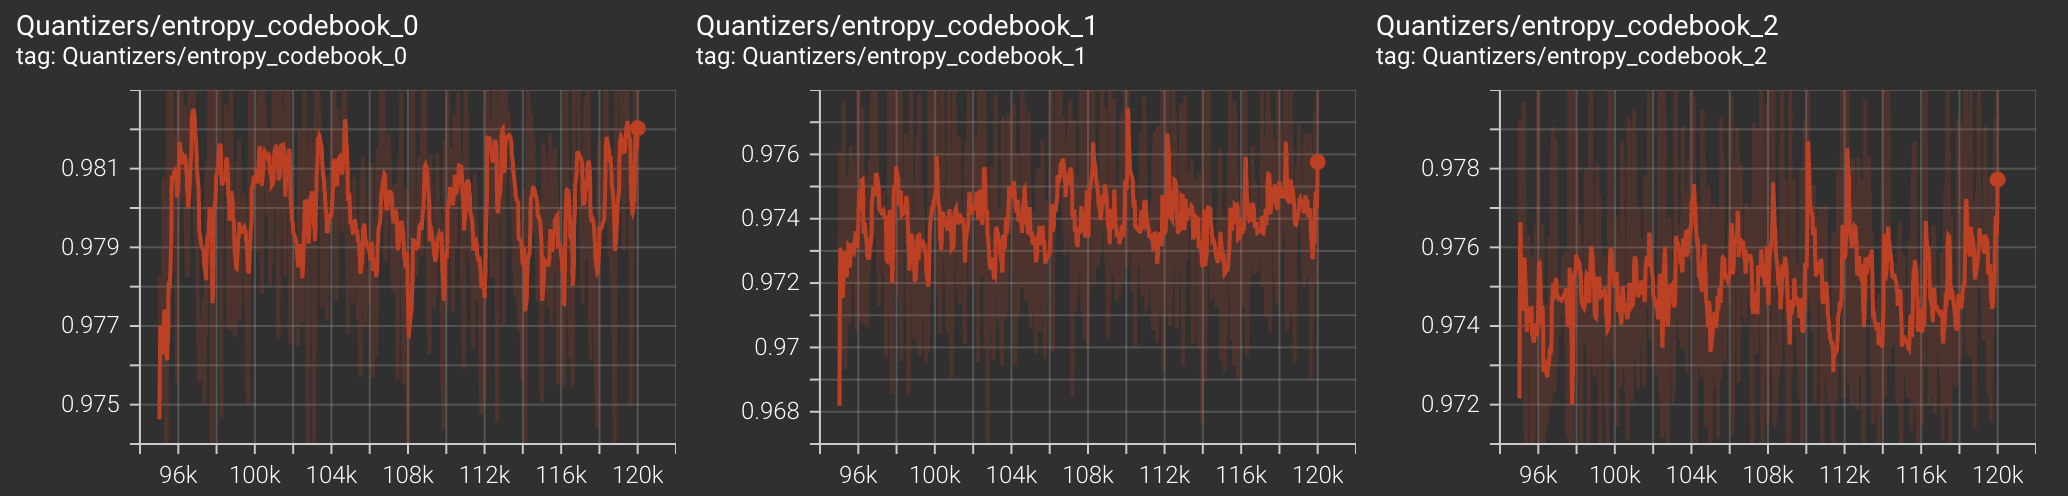 Quantizers/entropy_codebook_0
tag: Quantizers/entropy_codebook_0
0.981
0.979
0.977
0.975
96k 100k 104k 108k 112k 116k 120k
Quantizers/entropy_codebook_1
tag: Quantizers/entropy_codebook_1
0.976
0.974
0.972
0.97
0.968
96k 100k 104k 108k 112k 116k 120k
Quantizers/entropy_codebook_2
tag: Quantizers/entropy_codebook_2
0.978
0.976
0.974
0.972
96k 100k 104k 108k 112k 116k 120k